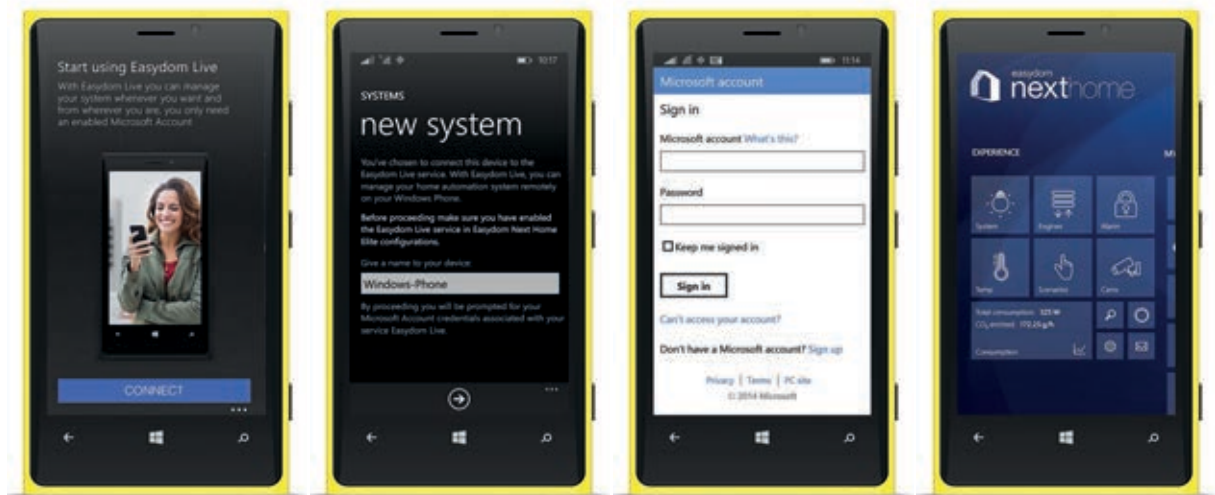 Start using Easydom Live
With Easydom Live you can manage
your system whenever you want and
from wherever you are, you only need
an enabled Microsoft Account
CONNECT
10:17
SYSTEMS
new system
You've chosen to connect this device to the
Easydom Live service. With Easydom Live, you can
manage your home automation system remotely
on your Windows Phone.
Before proceeding make sure you have enabled
the Easydom Live service in Easydom Next Home
Elite configurations.
Give a name to your device:
Windows-Phone
By proceeding you will be prompted for your
Microsoft Account credentials associated with your
service Easydom Live.
11:14
Microsoft account
Sign in
Microsoft account What's this?
Password
Keep me signed in
Sign in
Can't access your account?
Don't have a Microsoft account? Sign up
Privacy | Terms | PC site
© 2014 Microsoft
easydom
nexthome
EXPERIENCE
System
Engines
Alarm
Temp
Scenarios
Cams
Total consumption: 325 W
CO₂ emitted: 170.25 g/h
Consumption